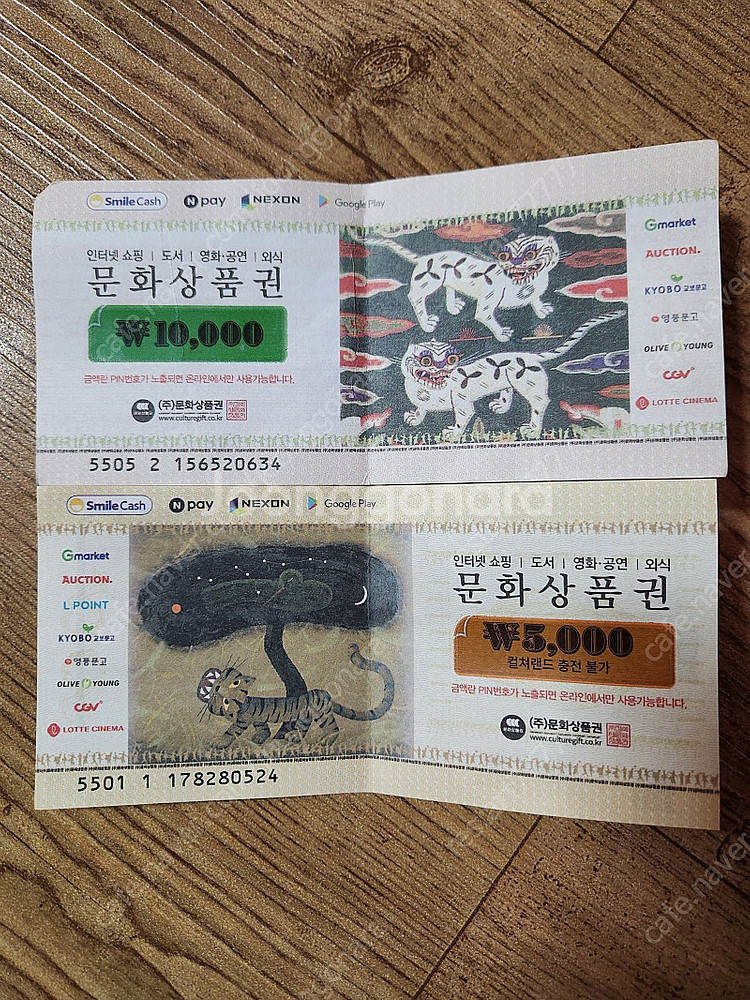 Smile Cash N pay NEXON Google Play
인터넷 쇼핑 | 도서 | 영화·공연 | 외식
문화상품권
₩10,000
금액란 PIN번호가 노출되면 온라인에서만 사용가능합니다.
(주)문화상품권
www.culturegift.co.kr
Gmarket
AUCTION.
KYOBO 교보문고
영풍문고
OLIVE YOUNG
CGV
LOTTE CINEMA
5505 2 156520634
Smile Cash N pay NEXON Google Play
Gmarket
AUCTION.
L.POINT
KYOBO 교보문고
영풍문고
OLIVE YOUNG
CGV
LOTTE CINEMA
인터넷 쇼핑 | 도서 | 영화·공연 | 외식
문화상품권
₩5,000
컬쳐랜드 충전 불가
금액란 PIN번호가 노출되면 온라인에서만 사용가능합니다.
(주)문화상품권
www.culturegift.co.kr
5501 1 178280524